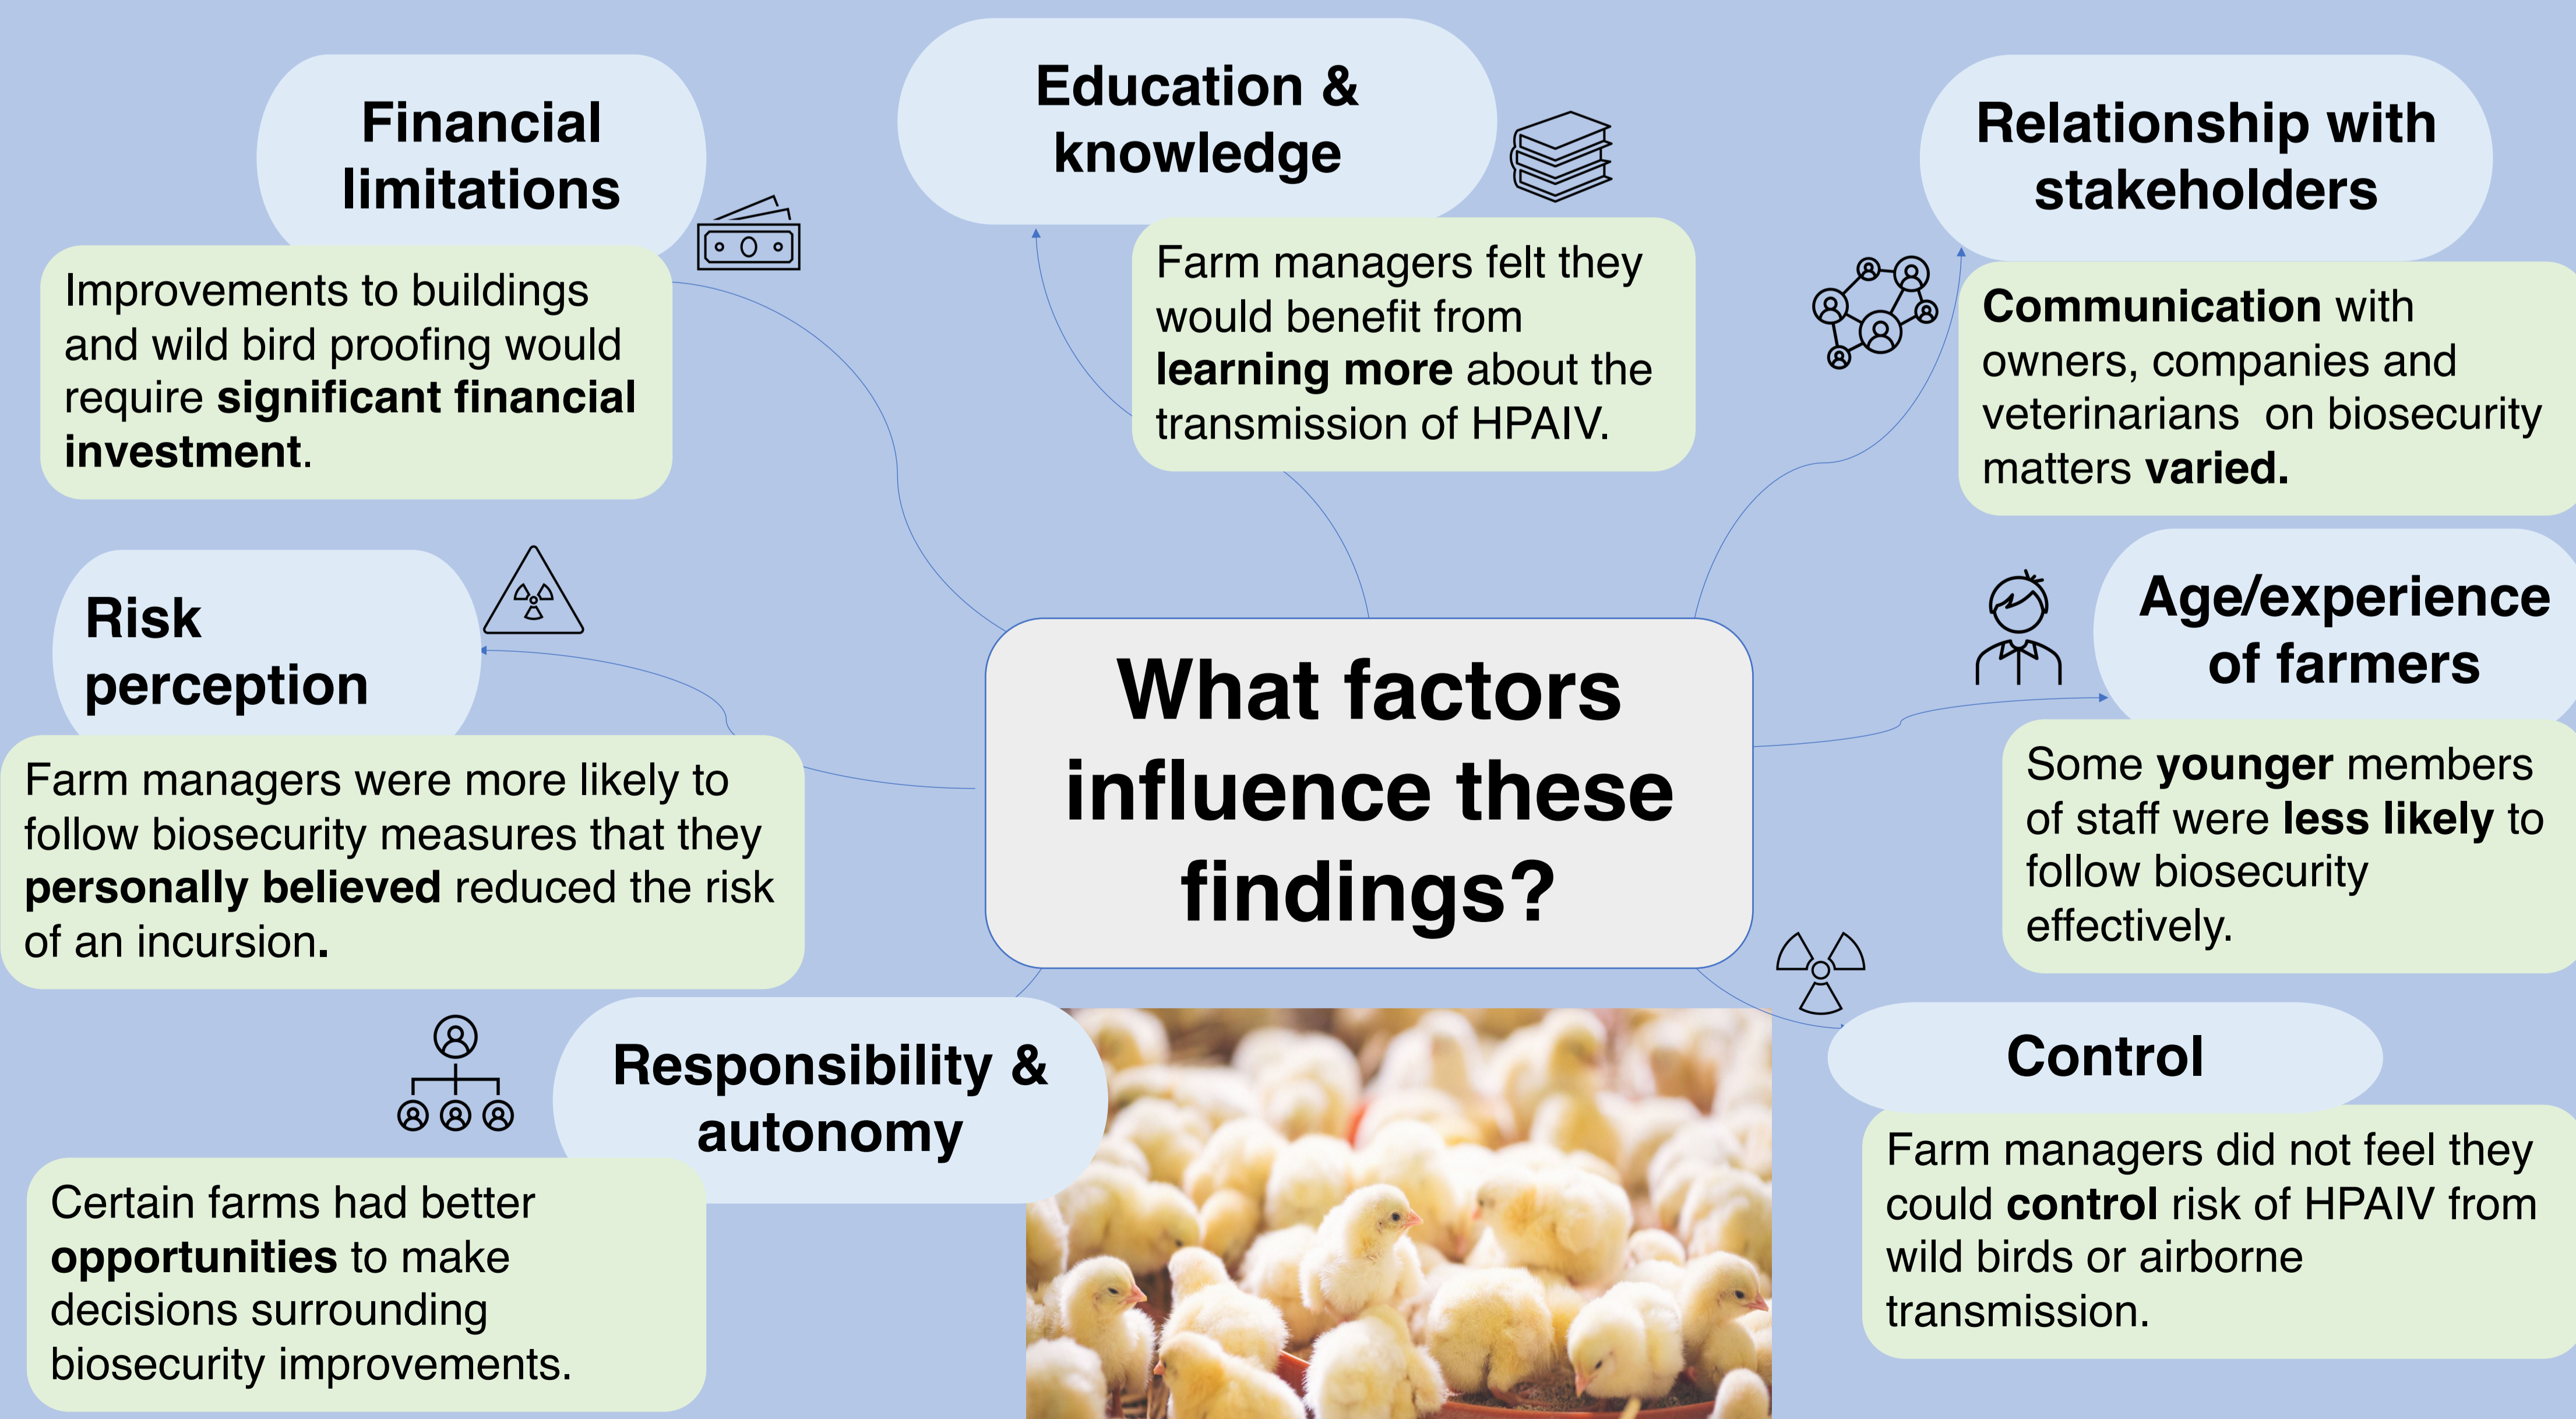 Financial
limitations
Improvements to buildings
and wild bird proofing would
require significant financial
investment.
Education &
knowledge
Farm managers felt they
would benefit from
learning more about the
transmission of HPAIV.
Relationship with
stakeholders
Communication with
owners, companies and
veterinarians on biosecurity
matters varied.
Risk
perception
Farm managers were more likely to
follow biosecurity measures that they
personally believed reduced the risk
of an incursion.
What factors
influence these
findings?
Age/experience
of farmers
Some younger members
of staff were less likely to
follow biosecurity
effectively.
Responsibility &
autonomy
Certain farms had better
opportunities to make
decisions surrounding
biosecurity improvements.
Control
Farm managers did not feel they
could control risk of HPAIV from
wild birds or airborne
transmission.